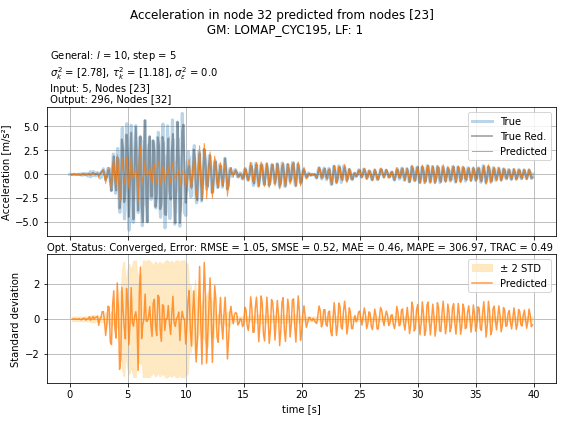 Acceleration in node 32 predicted from nodes [23]
GM: LOMAP_CYC195, LF: 1
General: l = 10, step = 5
σ²ₖ = [2.78], τ²ₖ = [1.18], σ²ε = 0.0
Input: 5, Nodes [23]
Output: 296, Nodes [32]
Acceleration [m/s²]
5.0
2.5
0.0
−2.5
−5.0
True
True Red.
Predicted
Opt. Status: Converged, Error: RMSE = 1.05, SMSE = 0.52, MAE = 0.46, MAPE = 306.97, TRAC = 0.49
Standard deviation
2
0
−2
± 2 STD
Predicted
0 5 10 15 20 25 30 35 40
time [s]